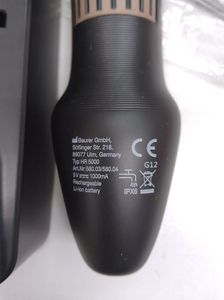 Beurer GmbH,
Söflinger Str. 218,
89077 Ulm, Germany
Typ HR 5000
Art.Nr. 580.03/580.04
5V⎓ 1000mA
Rechargeable
Li-ion battery
CE
G12
IPX6